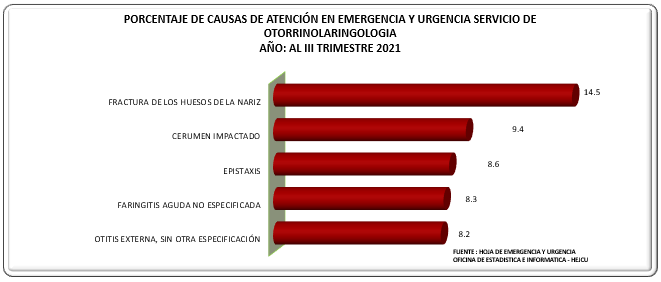 PORCENTAJE DE CAUSAS DE ATENCIÓN EN EMERGENCIA Y URGENCIA SERVICIO DE
OTORRINOLARINGOLOGIA
AÑO: AL III TRIMESTRE 2021
FRACTURA DE LOS HUESOS DE LA NARIZ 14.5
CERUMEN IMPACTADO 9.4
EPISTAXIS 8.6
FARINGITIS AGUDA NO ESPECIFICADA 8.3
OTITIS EXTERNA, SIN OTRA ESPECIFICACIÓN 8.2
FUENTE : HOJA DE EMERGENCIA Y URGENCIA
OFICINA DE ESTADISTICA E INFORMATICA - HEJCU